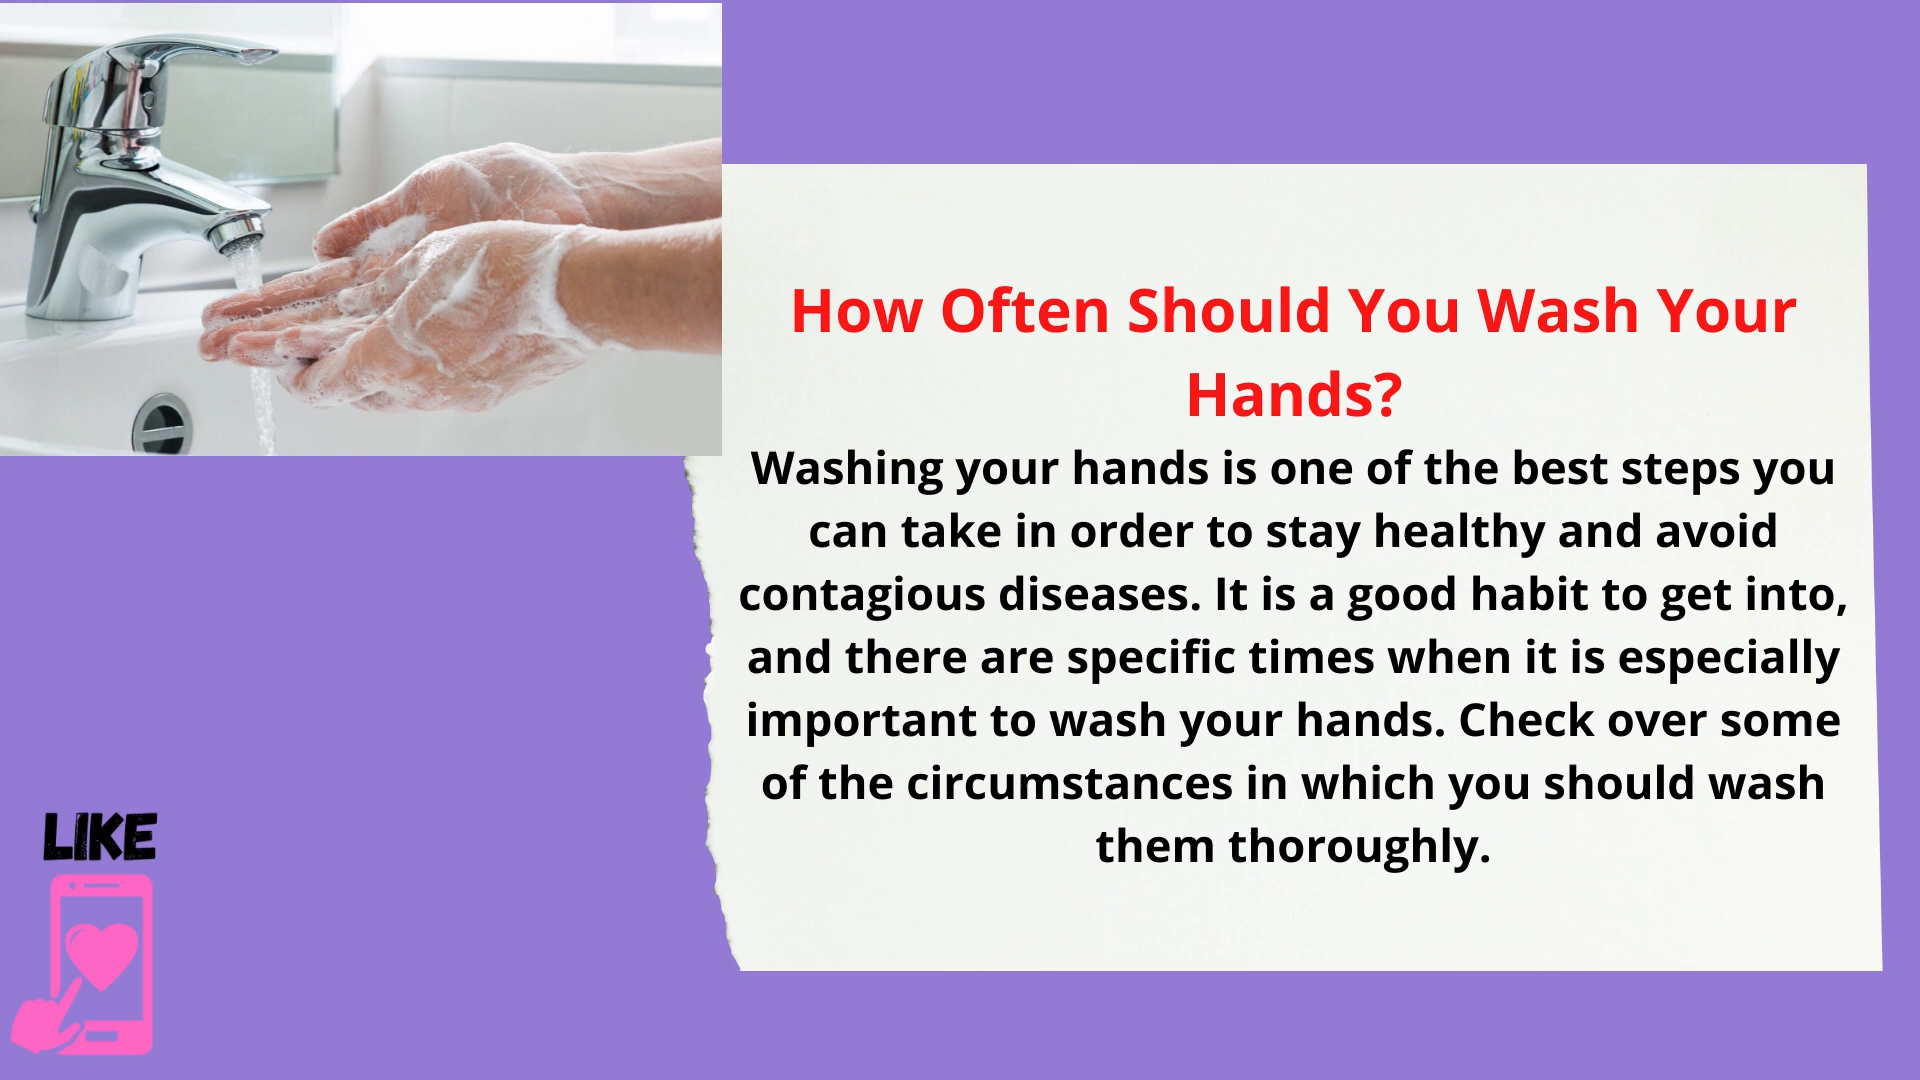 How Often Should You Wash Your
Hands?
Washing your hands is one of the best steps you
can take in order to stay healthy and avoid
contagious diseases. It is a good habit to get into,
and there are specific times when it is especially
important to wash your hands. Check over some
of the circumstances in which you should wash
them thoroughly.
LIKE